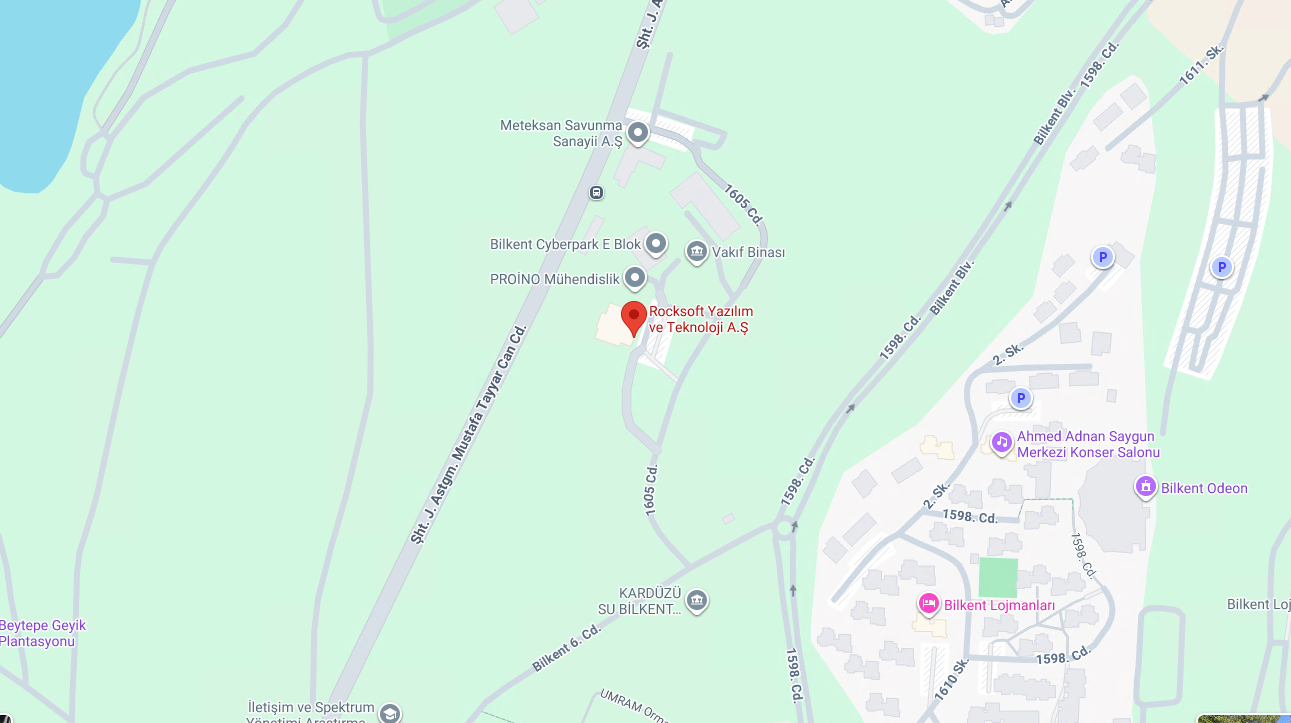 Şht. J. A
1598. Cd.
1611. Sk.
Bilkent Blv.
Meteksan Savunma
Sanayii A.Ş
1605 Cd.
Bilkent Cyberpark E Blok
Vakıf Binası
P
P
PROİNO Mühendislik
Rocksoft Yazılım
ve Teknoloji A.Ş
Bilkent Blv.
1598. Cd.
2. Sk.
Şht. J. Astgm. Mustafa Tayyar Can Cd.
P
Ahmed Adnan Saygun
Merkezi Konser Salonu
1605 Cd.
1598. Cd.
2. Sk.
Bilkent Odeon
1598. Cd.
1598. Cd.
KARDÜZÜ
SU BİLKENT...
Bilkent Lojmanları
Bilkent Loj
Beytepe Geyik
Plantasyonu
Bilkent 6. Cd.
1598. Cd.
1598. Cd.
1610 Sk.
İletişim ve Spektrum
Yönetimi Araştırma
UMRAM Orm